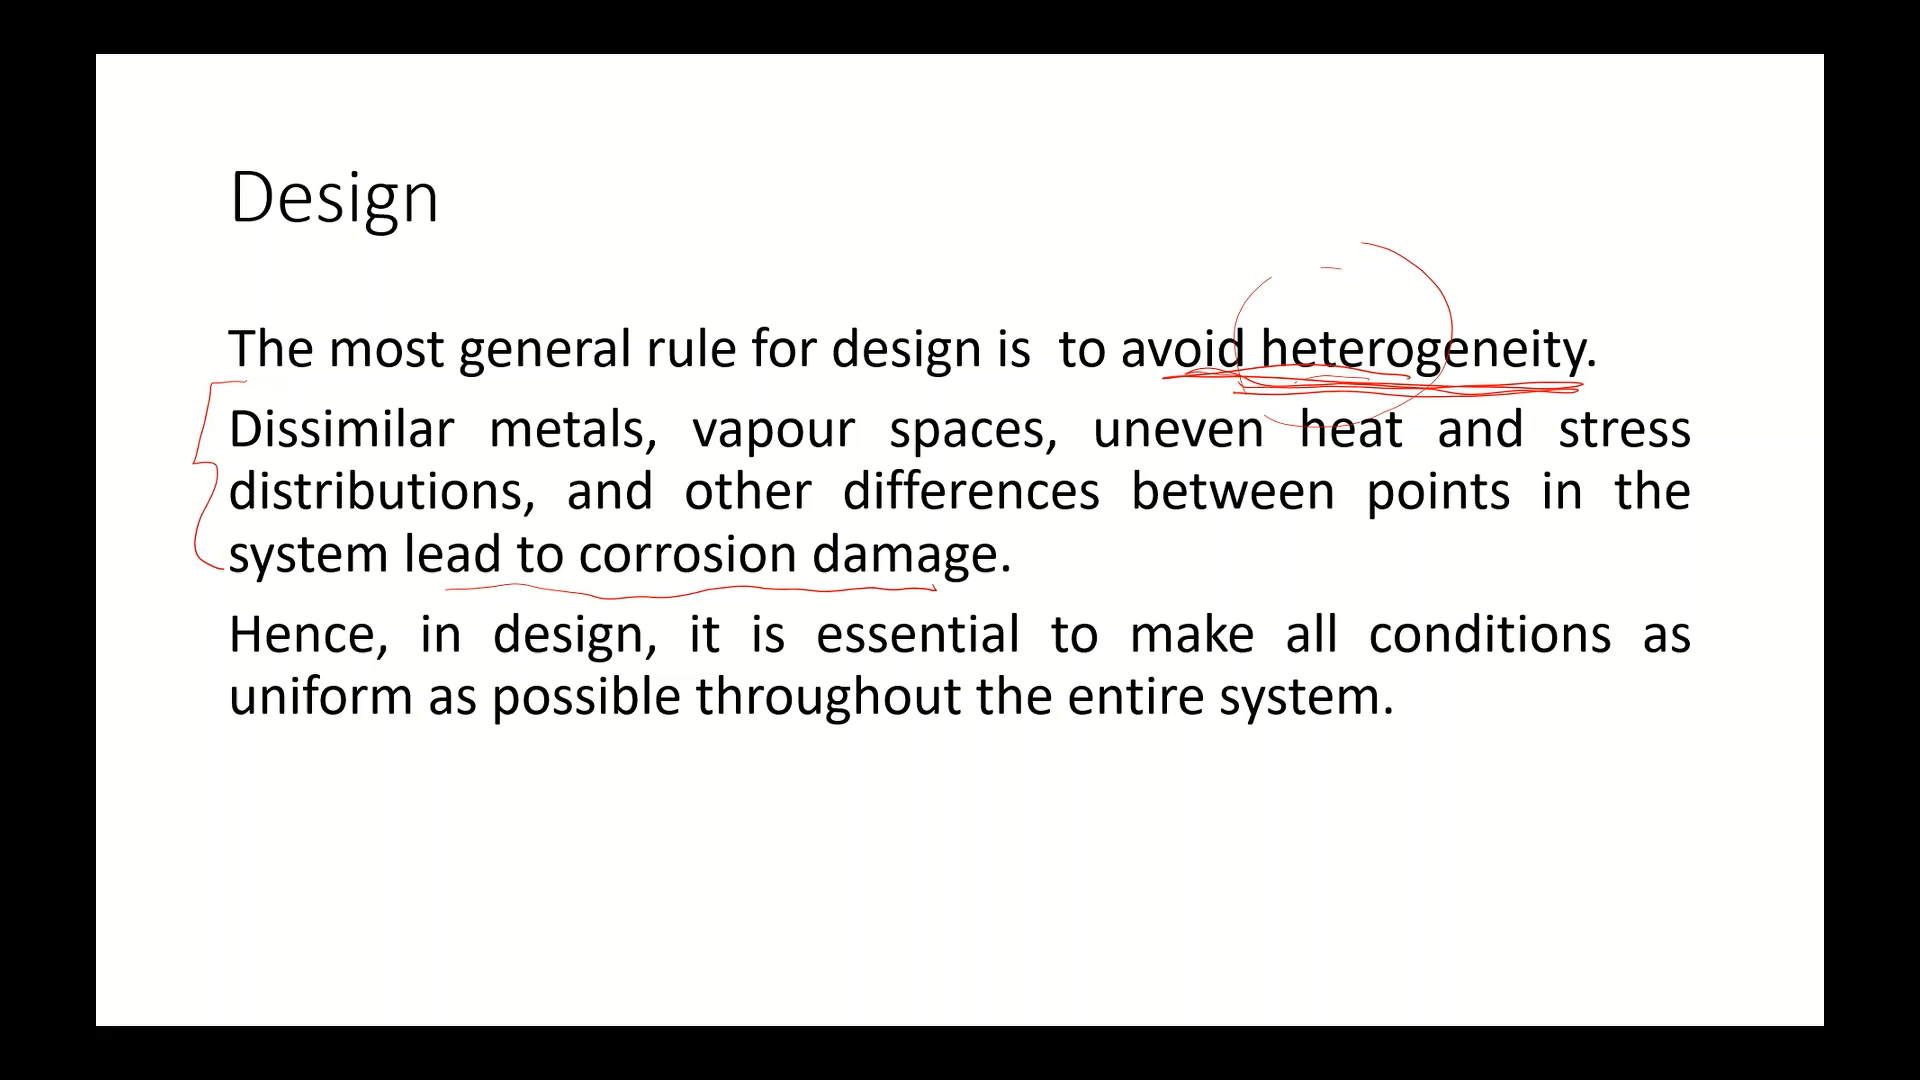 Design
The most general rule for design is to avoid heterogeneity.
Dissimilar metals, vapour spaces, uneven heat and stress
distributions, and other differences between points in the
system lead to corrosion damage.
Hence, in design, it is essential to make all conditions as
uniform as possible throughout the entire system.